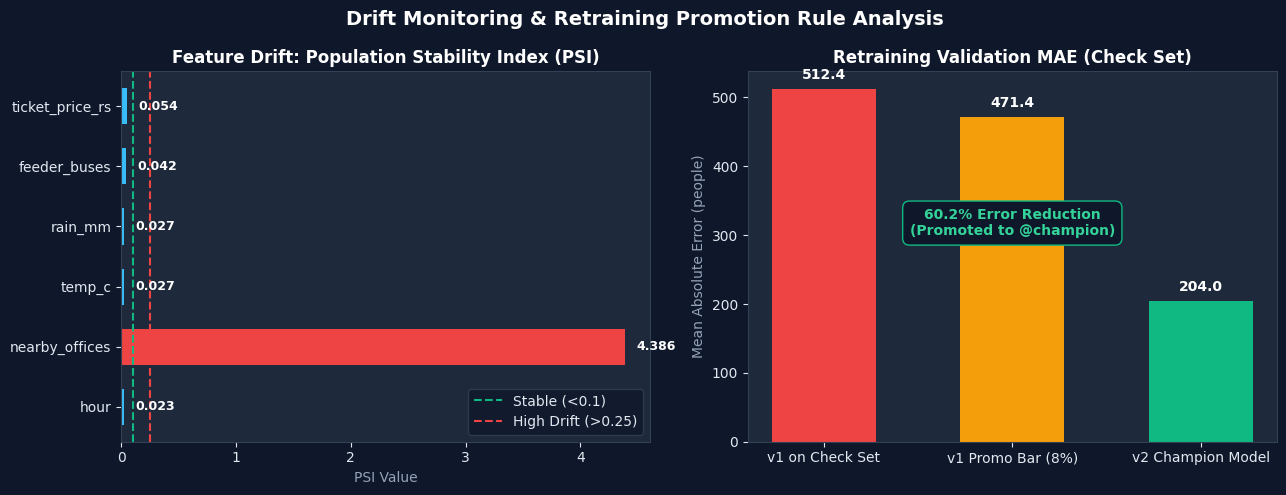 Drift Monitoring & Retraining Promotion Rule Analysis
Feature Drift: Population Stability Index (PSI)
ticket_price_rs
0.054
feeder_buses
0.042
rain_mm
0.027
temp_c
0.027
nearby_offices
4.386
hour
0.023
Stable (<0.1)
High Drift (>0.25)
0
1
2
3
4
PSI Value
Retraining Validation MAE (Check Set)
Mean Absolute Error (people)
500
400
300
200
100
0
512.4
471.4
60.2% Error Reduction
(Promoted to @champion)
204.0
v1 on Check Set
v1 Promo Bar (8%)
v2 Champion Model